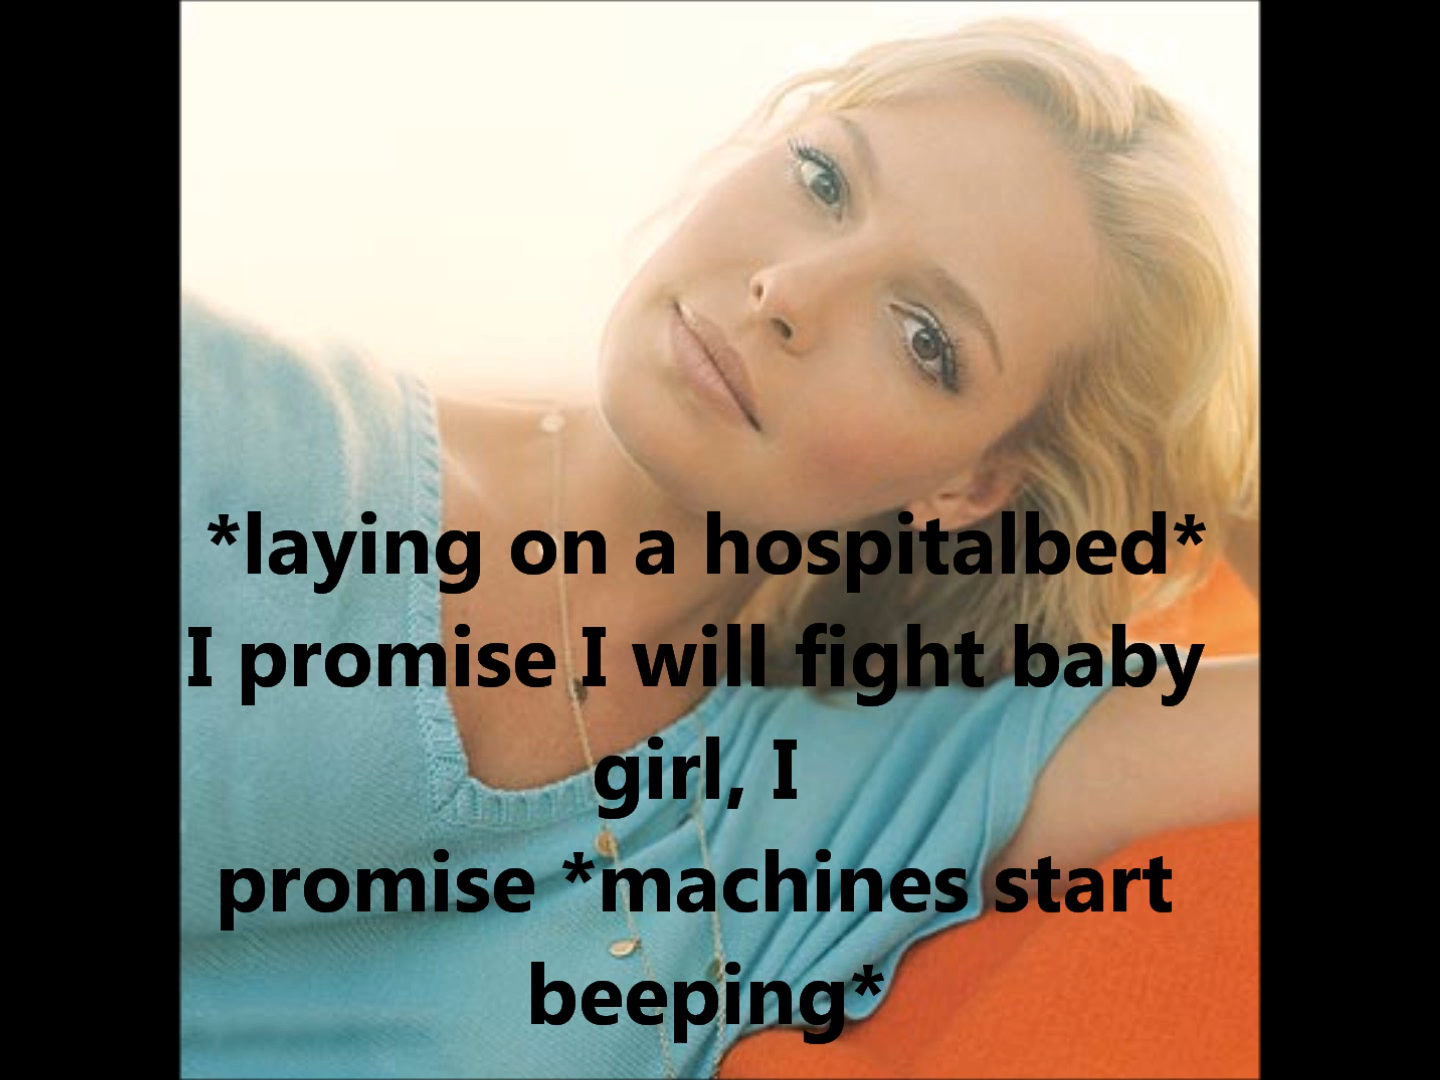 *laying on a hospitalbed*
I promise I will fight baby
girl, I
promise *machines start
beeping*